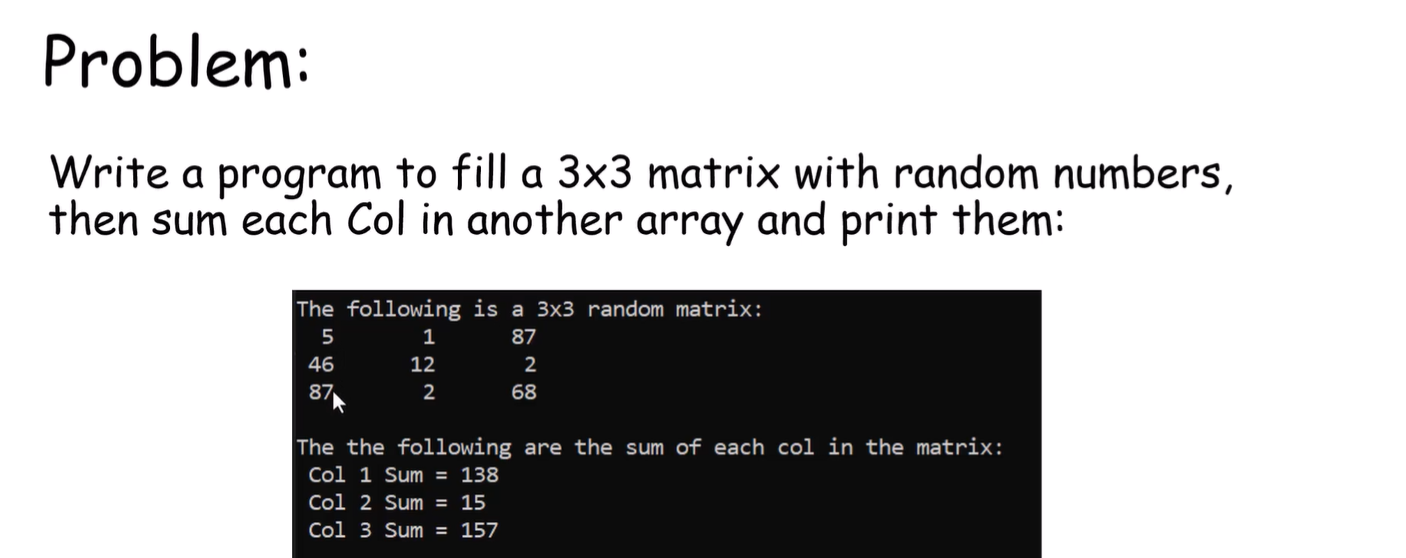 Problem:
Write a program to fill a 3x3 matrix with random numbers,
then sum each Col in another array and print them:
The following is a 3x3 random matrix:
5 1 87
46 12 2
87 2 68
The the following are the sum of each col in the matrix:
Col 1 Sum = 138
Col 2 Sum = 15
Col 3 Sum = 157